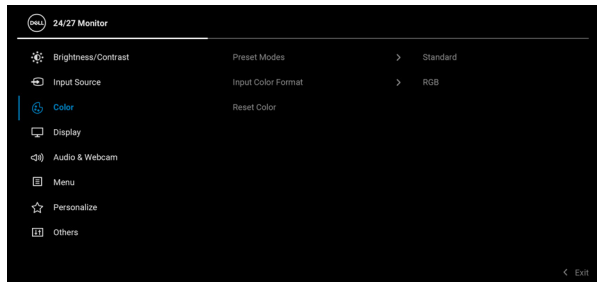 DELL 24/27 Monitor
Brightness/Contrast Preset Modes > Standard
Input Source Input Color Format > RGB
Color Reset Color
Display
Audio & Webcam
Menu
Personalize
Others
< Exit